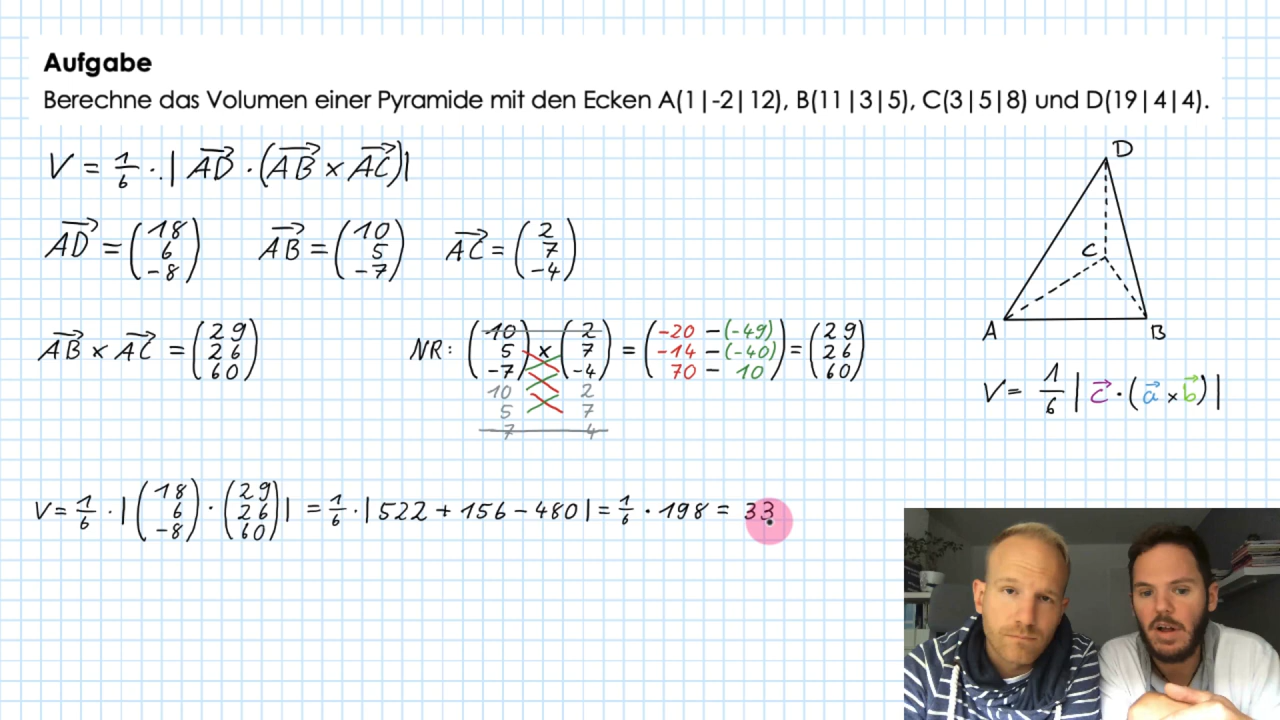 Aufgabe
Berechne das Volumen einer Pyramide mit den Ecken A(1|-2|12), B(11|3|5), C(3|5|8) und D(19|4|4).
V = 1/6 · | AD→ · (AB→ × AC→) |
AD→ = (18 6 -8) AB→ = (10 5 -7) AC→ = (2 7 -4)
AB→ × AC→ = (29 26 60)
NR: (10 5 -7) × (2 7 -4) = (-20 - (-49) -14 - (-40) 70 - 10) = (29 26 60)
10 2
5 7
-7 -4
V = 1/6 · | (18 6 -8) · (29 26 60) | = 1/6 · | 522 + 156 - 480 | = 1/6 · 198 = 33
D
C
A B
V = 1/6 | c→ · (a→ × b→) |